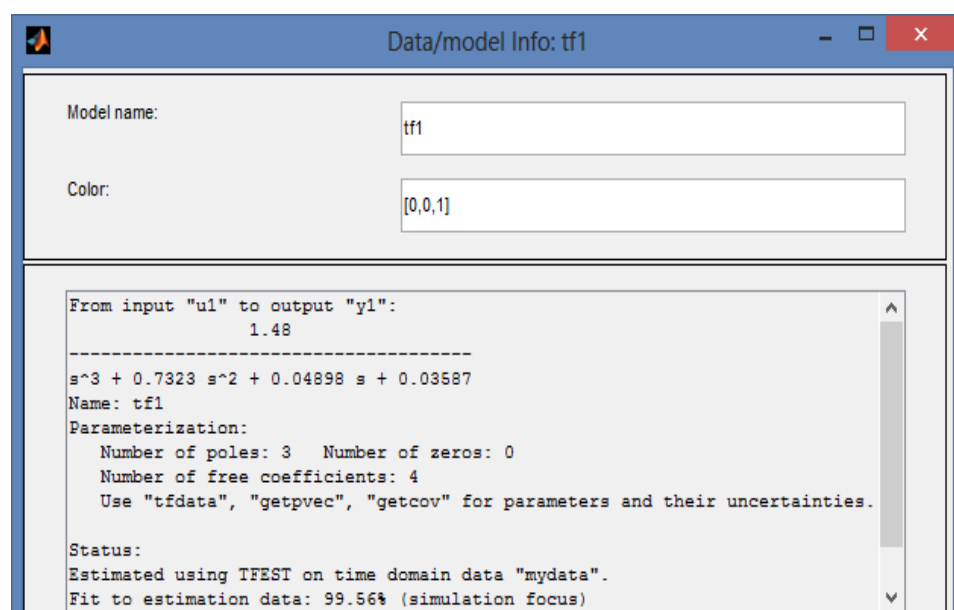 Data/model Info: tf1
Model name:
tf1
Color:
[0,0,1]
From input "u1" to output "y1":
1.48
--------------------------------------
s^3 + 0.7323 s^2 + 0.04898 s + 0.03587
Name: tf1
Parameterization:
Number of poles: 3   Number of zeros: 0
Number of free coefficients: 4
Use "tfdata", "getpvec", "getcov" for parameters and their uncertainties.
Status:
Estimated using TFEST on time domain data "mydata".
Fit to estimation data: 99.56% (simulation focus)